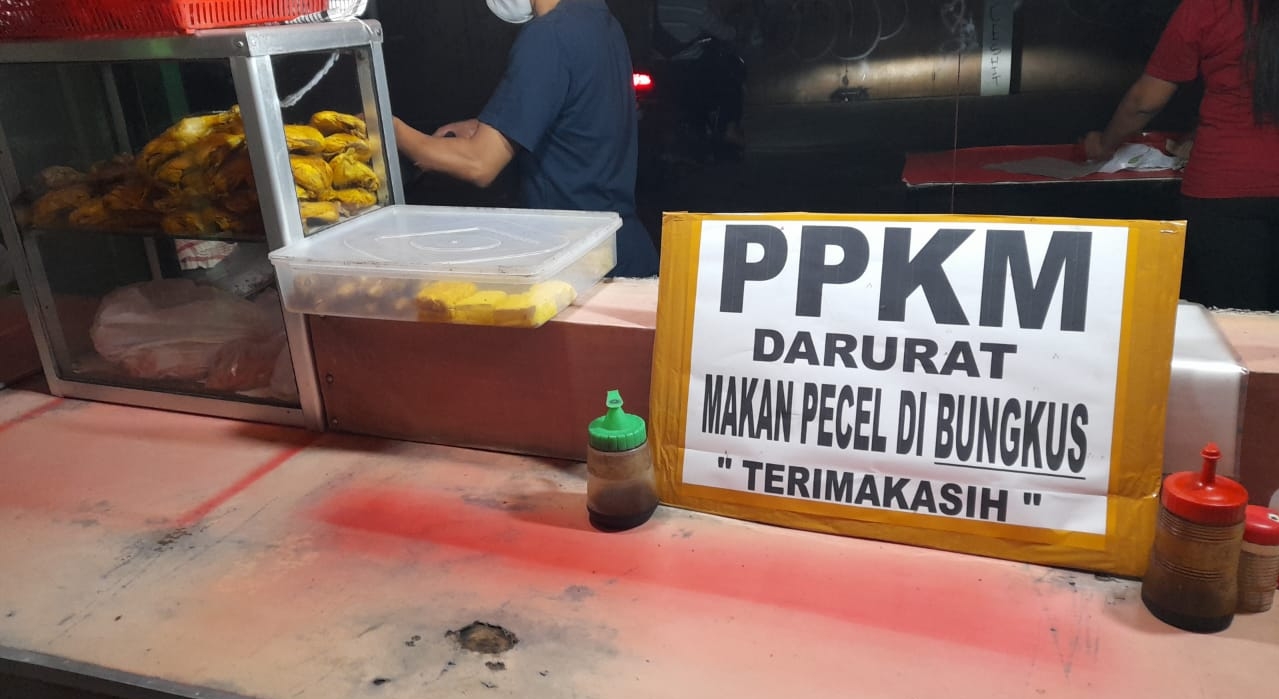 PPKM
DARURAT
MAKAN PECEL DI BUNGKUS
" TERIMAKASIH "